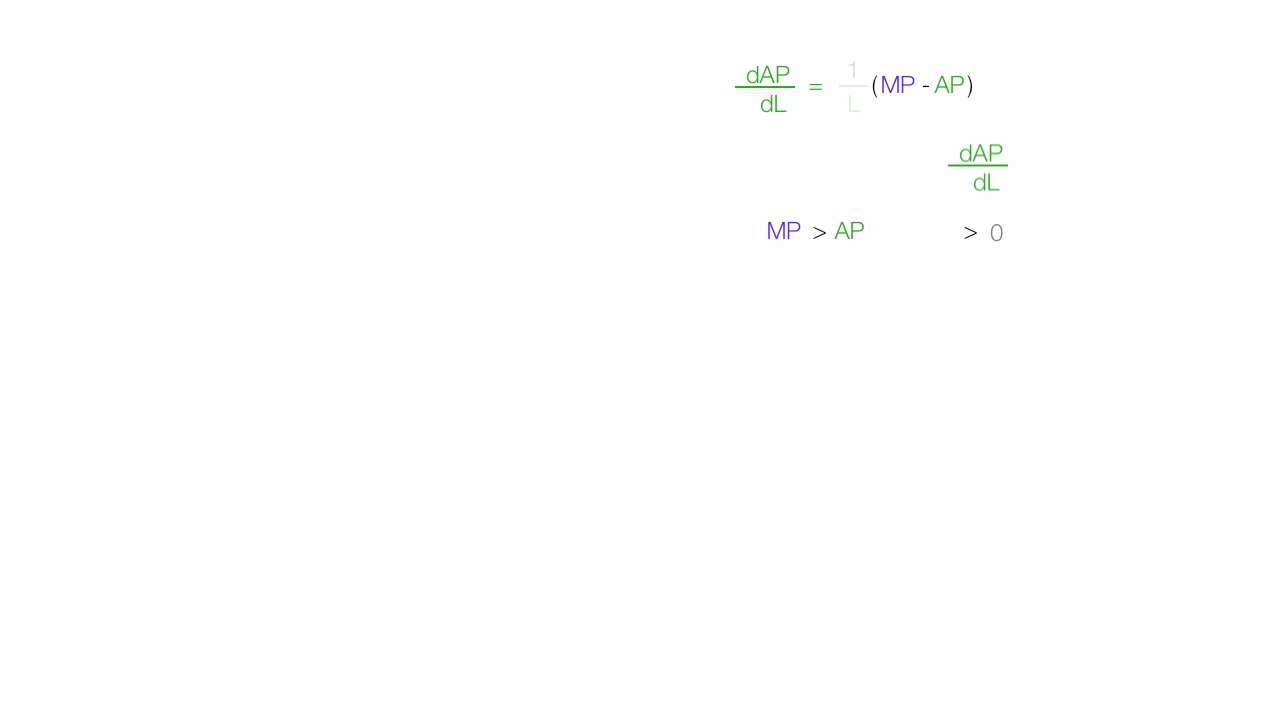 dAP/dL = 1/L (MP - AP)
dAP/dL
MP > AP > 0